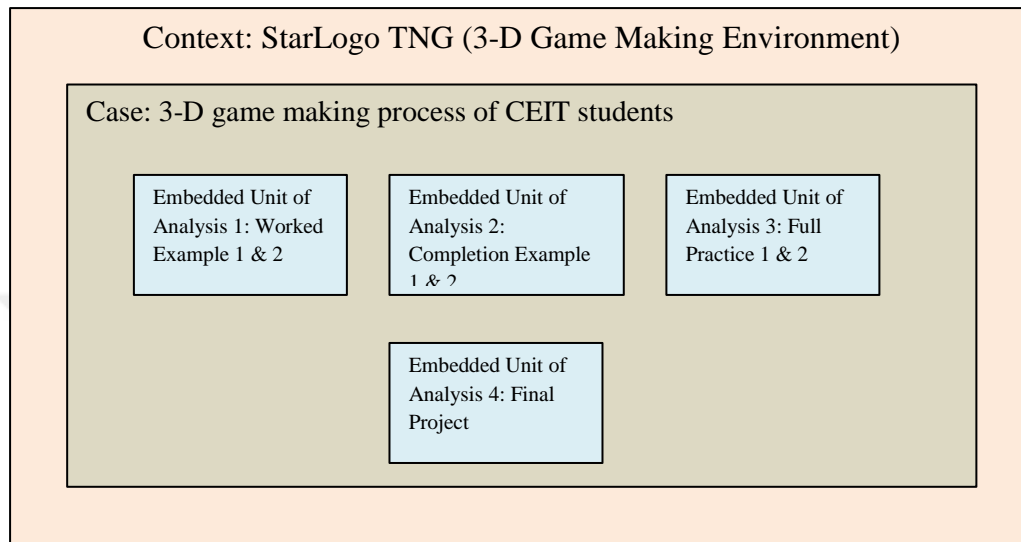 Context: StarLogo TNG (3-D Game Making Environment)
Case: 3-D game making process of CEIT students
Embedded Unit of
Analysis 1: Worked
Example 1 & 2
Embedded Unit of
Analysis 2:
Completion Example
1 & 2
Embedded Unit of
Analysis 3: Full
Practice 1 & 2
Embedded Unit of
Analysis 4: Final
Project